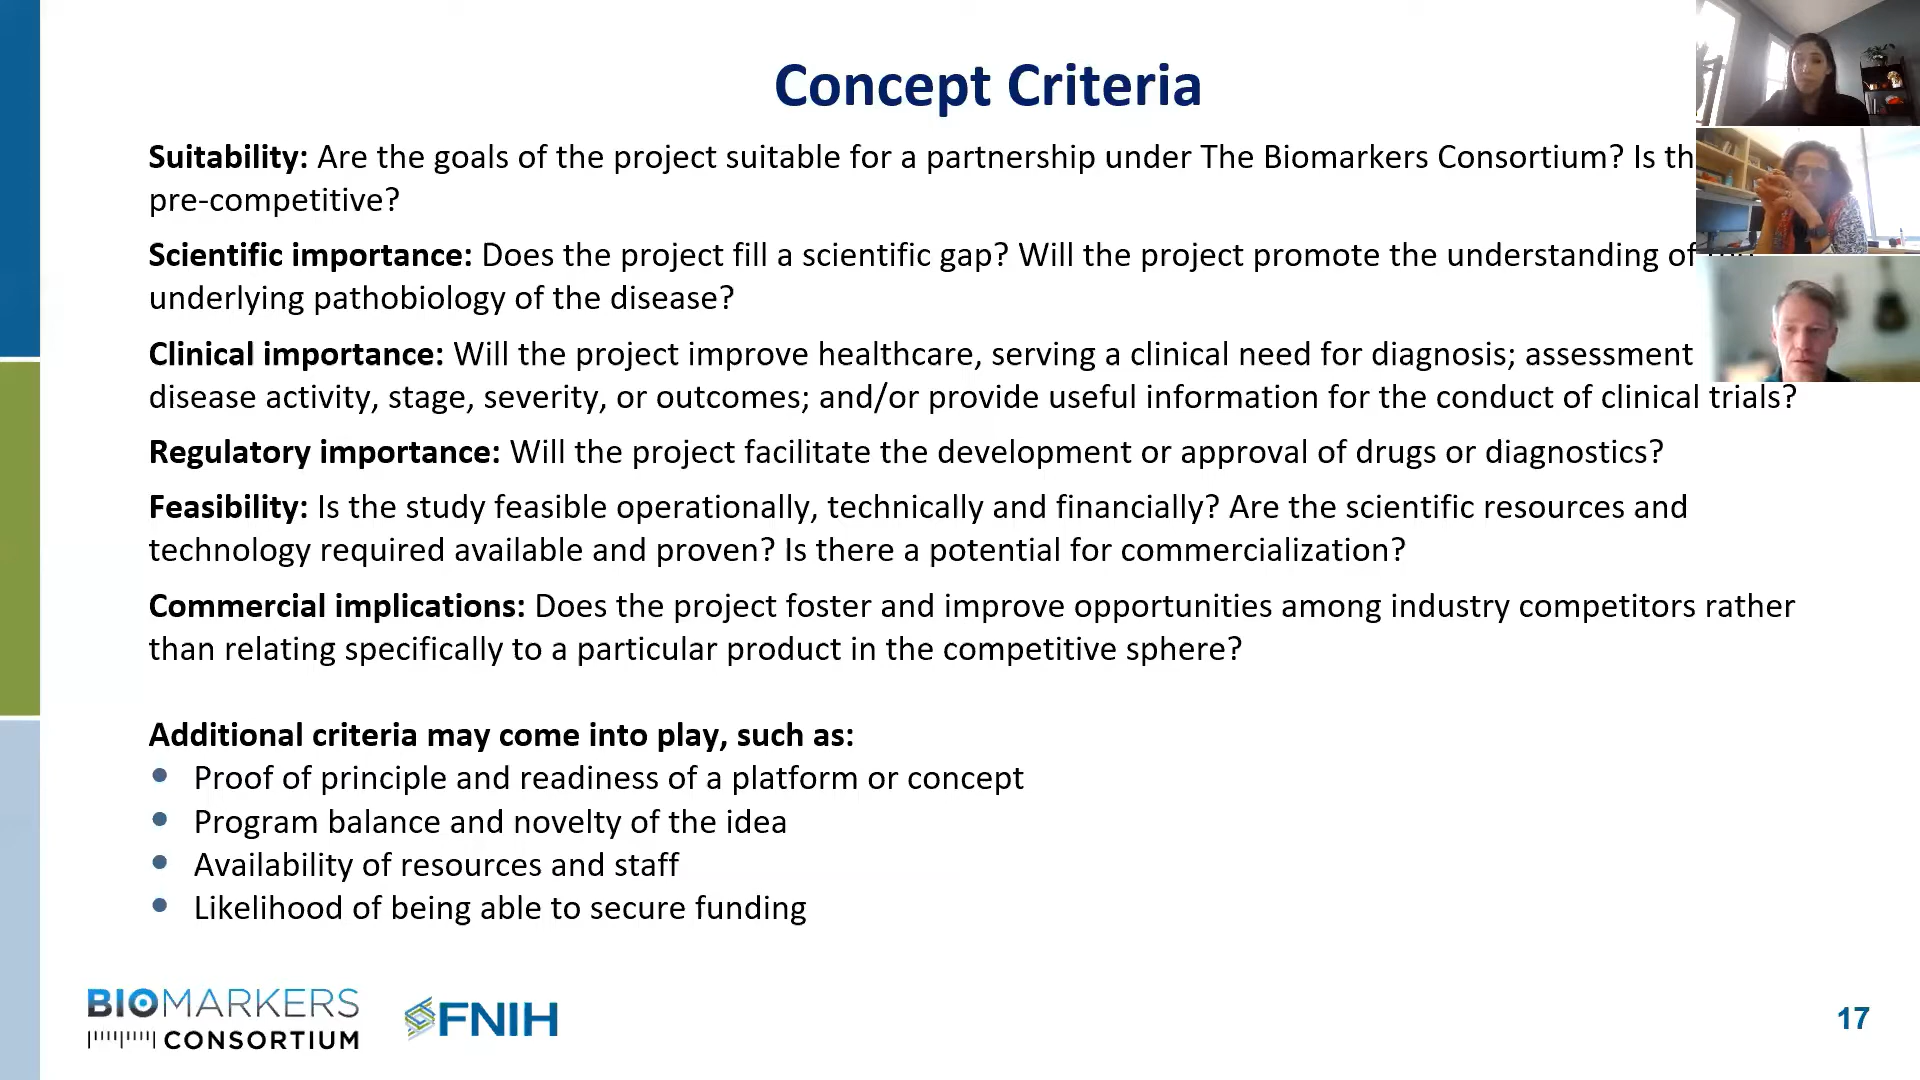 Concept Criteria
Suitability: Are the goals of the project suitable for a partnership under The Biomarkers Consortium? Is th
pre-competitive?
Scientific importance: Does the project fill a scientific gap? Will the project promote the understanding of
underlying pathobiology of the disease?
Clinical importance: Will the project improve healthcare, serving a clinical need for diagnosis; assessment
disease activity, stage, severity, or outcomes; and/or provide useful information for the conduct of clinical trials?
Regulatory importance: Will the project facilitate the development or approval of drugs or diagnostics?
Feasibility: Is the study feasible operationally, technically and financially? Are the scientific resources and
technology required available and proven? Is there a potential for commercialization?
Commercial implications: Does the project foster and improve opportunities among industry competitors rather
than relating specifically to a particular product in the competitive sphere?
Additional criteria may come into play, such as:
• Proof of principle and readiness of a platform or concept
• Program balance and novelty of the idea
• Availability of resources and staff
• Likelihood of being able to secure funding
BIOMARKERS
CONSORTIUM
FNIH
17